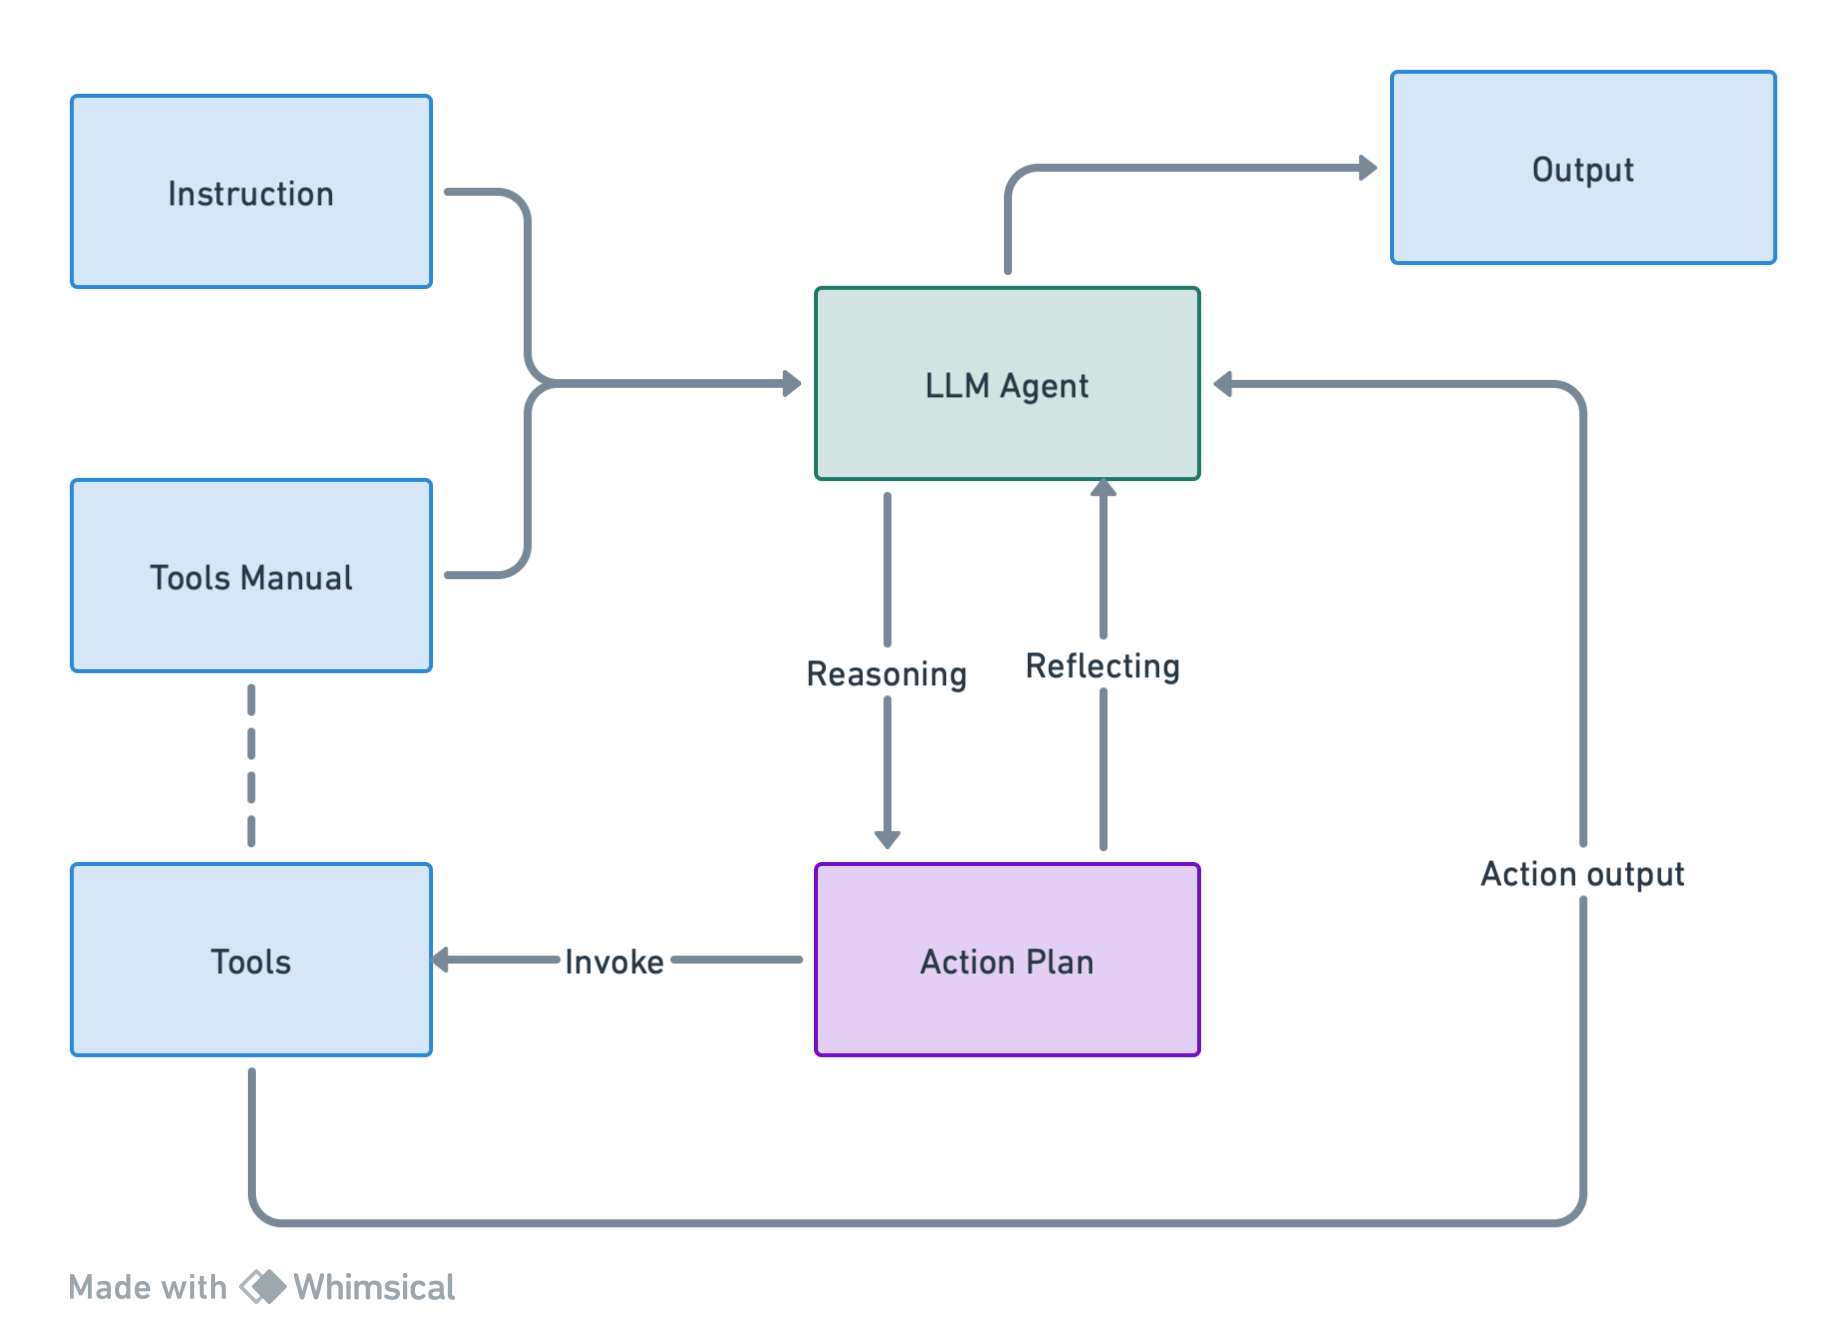 Instruction
Output
LLM Agent
Tools Manual
Reasoning
Reflecting
Action output
Tools
Invoke
Action Plan
Made with Whimsical